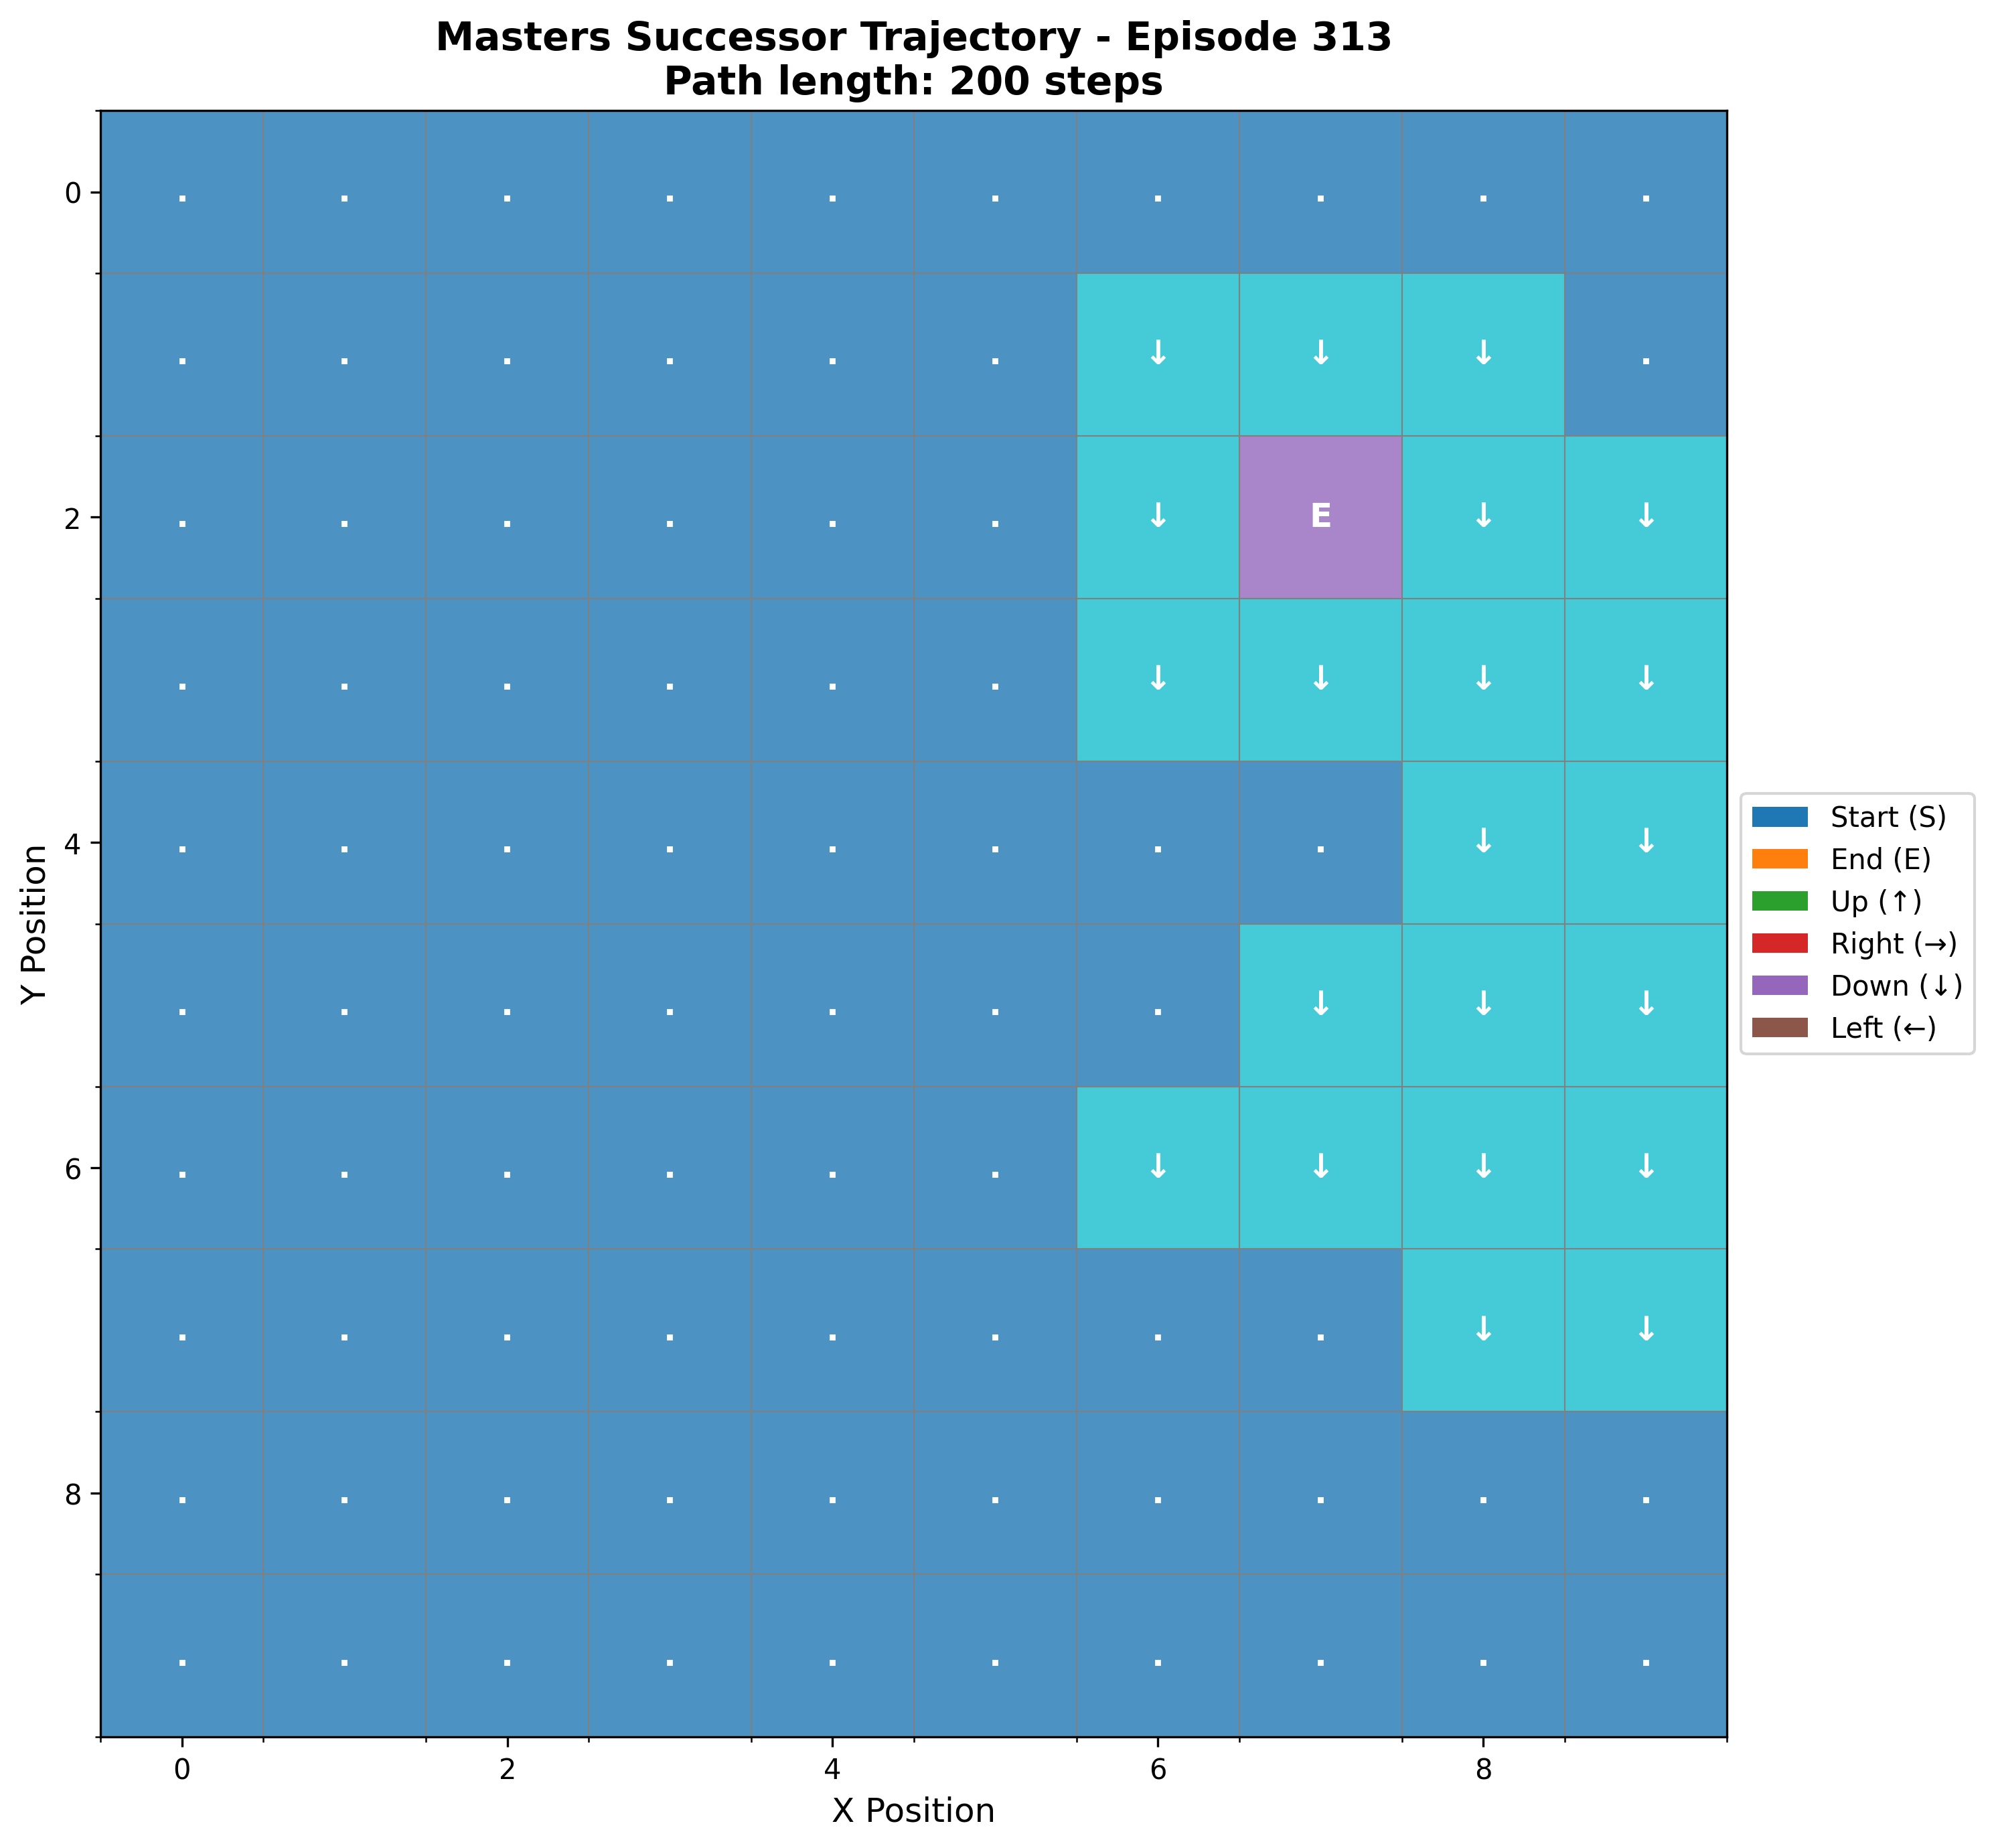 Masters Successor Trajectory - Episode 313
Path length: 200 steps
0
. . . . . . . . . .
. . . . . . ↓ ↓ ↓ .
2
. . . . . . ↓ E ↓ ↓
. . . . . . ↓ ↓ ↓ ↓
4
. . . . . . . . ↓ ↓
. . . . . . . ↓ ↓ ↓
6
. . . . . . ↓ ↓ ↓ ↓
. . . . . . . . ↓ ↓
8
. . . . . . . . . .
. . . . . . . . . .
Y Position
0 2 4 6 8
X Position
Start (S)
End (E)
Up (↑)
Right (→)
Down (↓)
Left (←)